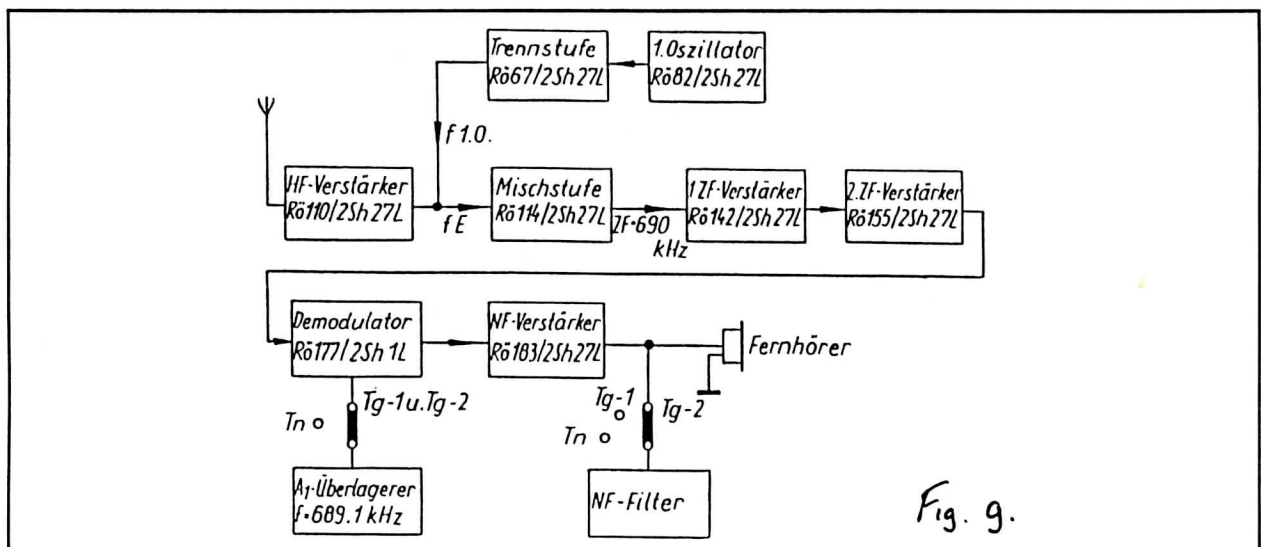 Trennstufe
Rö67/2Sh27L
1.Oszillator
Rö82/2Sh27L
f 1.O.
HF-Verstärker
Rö110/2Sh27L
fE
Mischstufe
Rö114/2Sh27L
ZF=690
kHz
1ZF-Verstärker
Rö142/2Sh27L
2.ZF-Verstärker
Rö155/2Sh27L
Demodulator
Rö177/2Sh1L
NF-Verstärker
Rö183/2Sh27L
Fernhörer
Tg-1u.Tg-2
Tn
Tg-1
Tg-2
Tn
A1-Überlagerer
f=689.1 kHz
NF-Filter
Fig. 9.